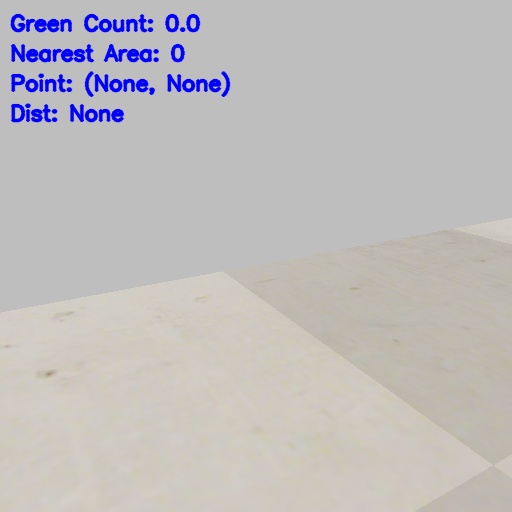 Green Count: 0.0
Nearest Area: 0
Point: (None, None)
Dist: None